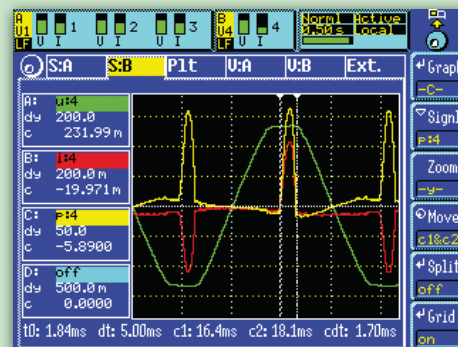 A U1 LF U I 1 U I 2 U I 3 B U4 LF U I 4 Norml Active
0.50 s local
S:A S:B Plt V:A V:B Ext.
A: u:4
dy 200.0
c 231.99 m
B: i:4
dy 200.0 m
c -19.971 m
C: p:4
dy 50.0
c -5.8900
D: off
dy 500.0 m
c 0.0000
t0: 1.84ms dt: 5.00ms c1: 16.4ms c2: 18.1ms cdt: 1.70ms
Graph
-C-
Signl
p:4
Zoom
-y-
Move
c1&c2
Split
off
Grid
on